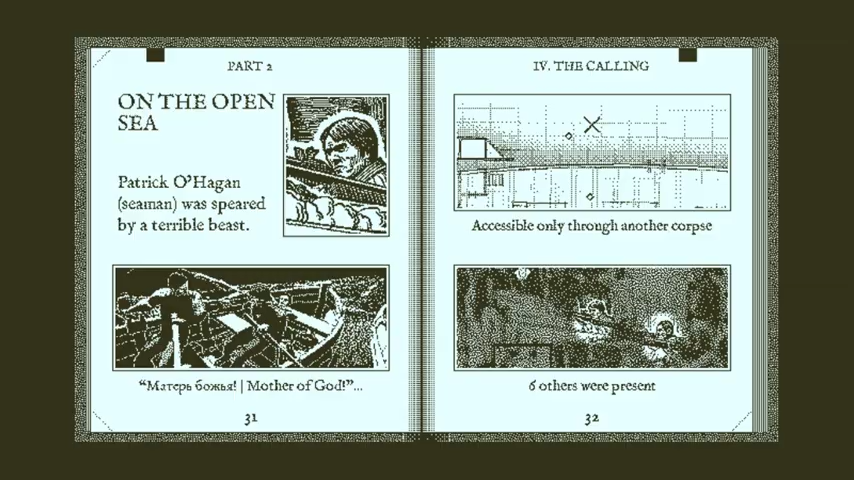 PART 2
ON THE OPEN
SEA
Patrick O'Hagan
(seaman) was speared
by a terrible beast.
"Матерь божья! | Mother of God!"...
31
IV. THE CALLING
Accessible only through another corpse
6 others were present
32